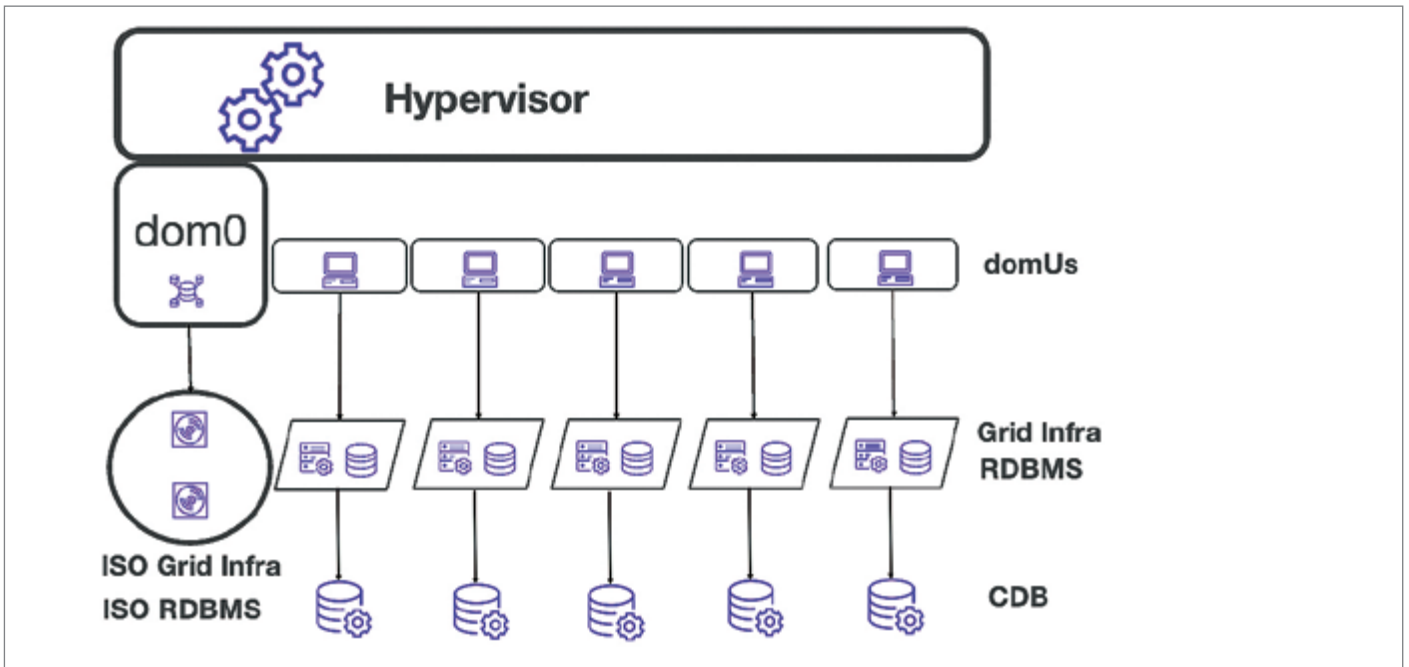 Hypervisor
dom0
domUs
Grid Infra
RDBMS
ISO Grid Infra
ISO RDBMS
CDB